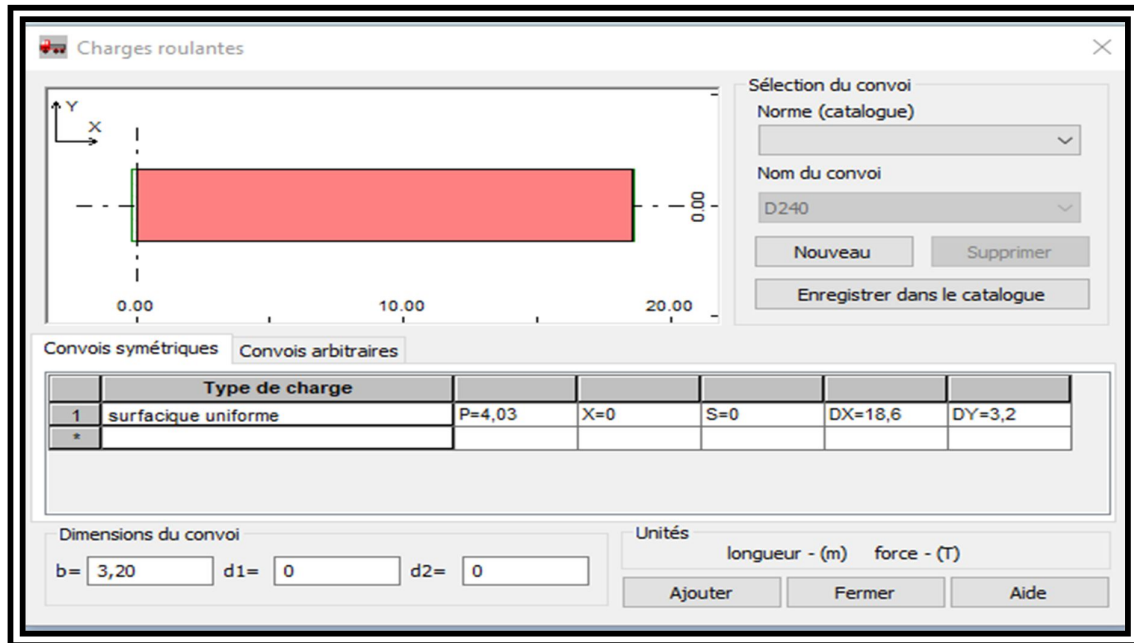 Charges roulantes
Y
X
0.00
0.00 10.00 20.00
Sélection du convoi
Norme (catalogue)
Nom du convoi
D240
Nouveau Supprimer
Enregistrer dans le catalogue
Convois symétriques Convois arbitraires
Type de charge
1 surfacique uniforme P=4,03 X=0 S=0 DX=18,6 DY=3,2
*
Dimensions du convoi
b= 3,20 d1= 0 d2= 0
Unités
longueur - (m) force - (T)
Ajouter Fermer Aide